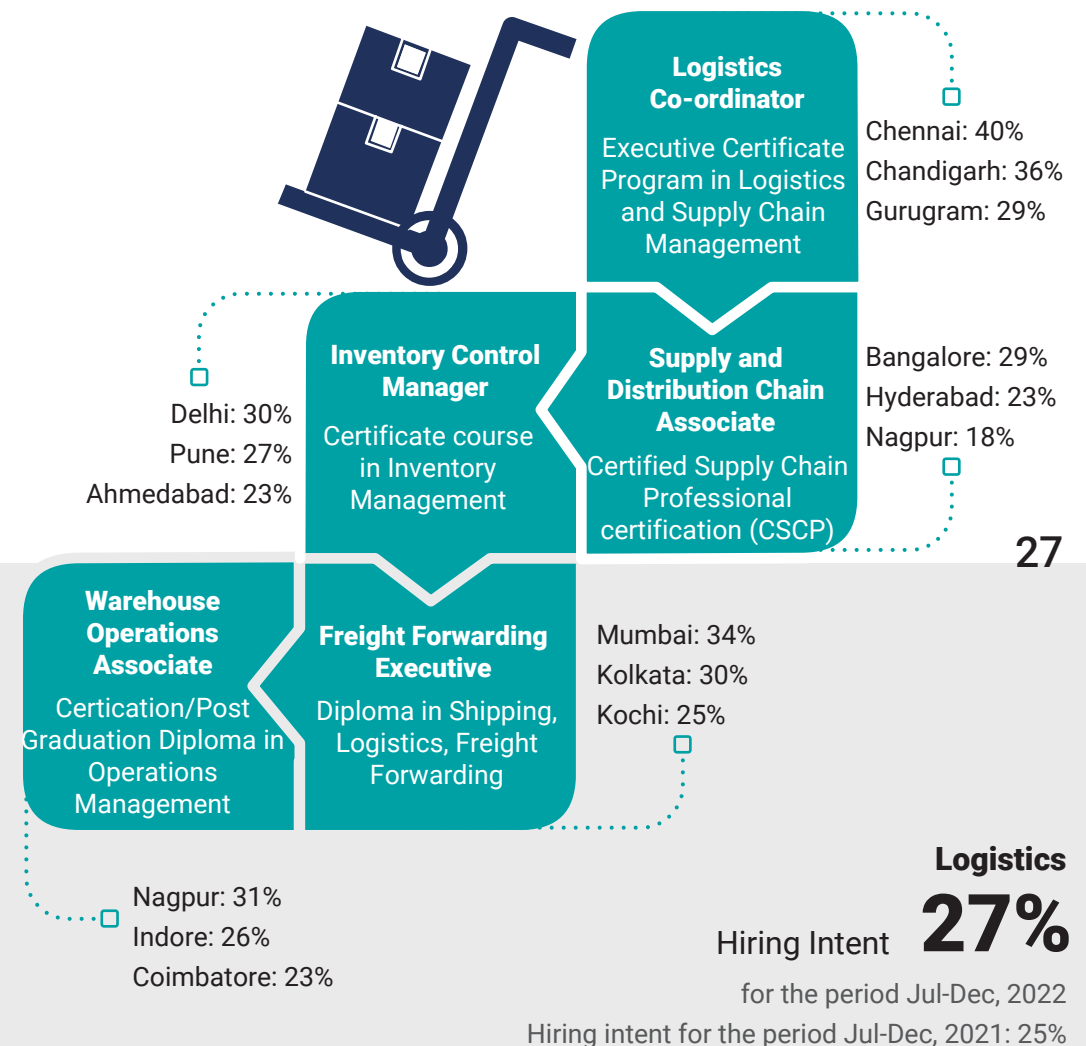 Logistics
Co-ordinator
Executive Certificate
Program in Logistics
and Supply Chain
Management
Chennai: 40%
Chandigarh: 36%
Gurugram: 29%
Supply and
Distribution Chain
Associate
Certified Supply Chain
Professional
certification (CSCP)
Bangalore: 29%
Hyderabad: 23%
Nagpur: 18%
Inventory Control
Manager
Certificate course
in Inventory
Management
Delhi: 30%
Pune: 27%
Ahmedabad: 23%
27
Freight Forwarding
Executive
Diploma in Shipping,
Logistics, Freight
Forwarding
Mumbai: 34%
Kolkata: 30%
Kochi: 25%
Warehouse
Operations
Associate
Certication/Post
Graduation Diploma in
Operations
Management
Nagpur: 31%
Indore: 26%
Coimbatore: 23%
Logistics
Hiring Intent 27%
for the period Jul-Dec, 2022
Hiring intent for the period Jul-Dec, 2021: 25%